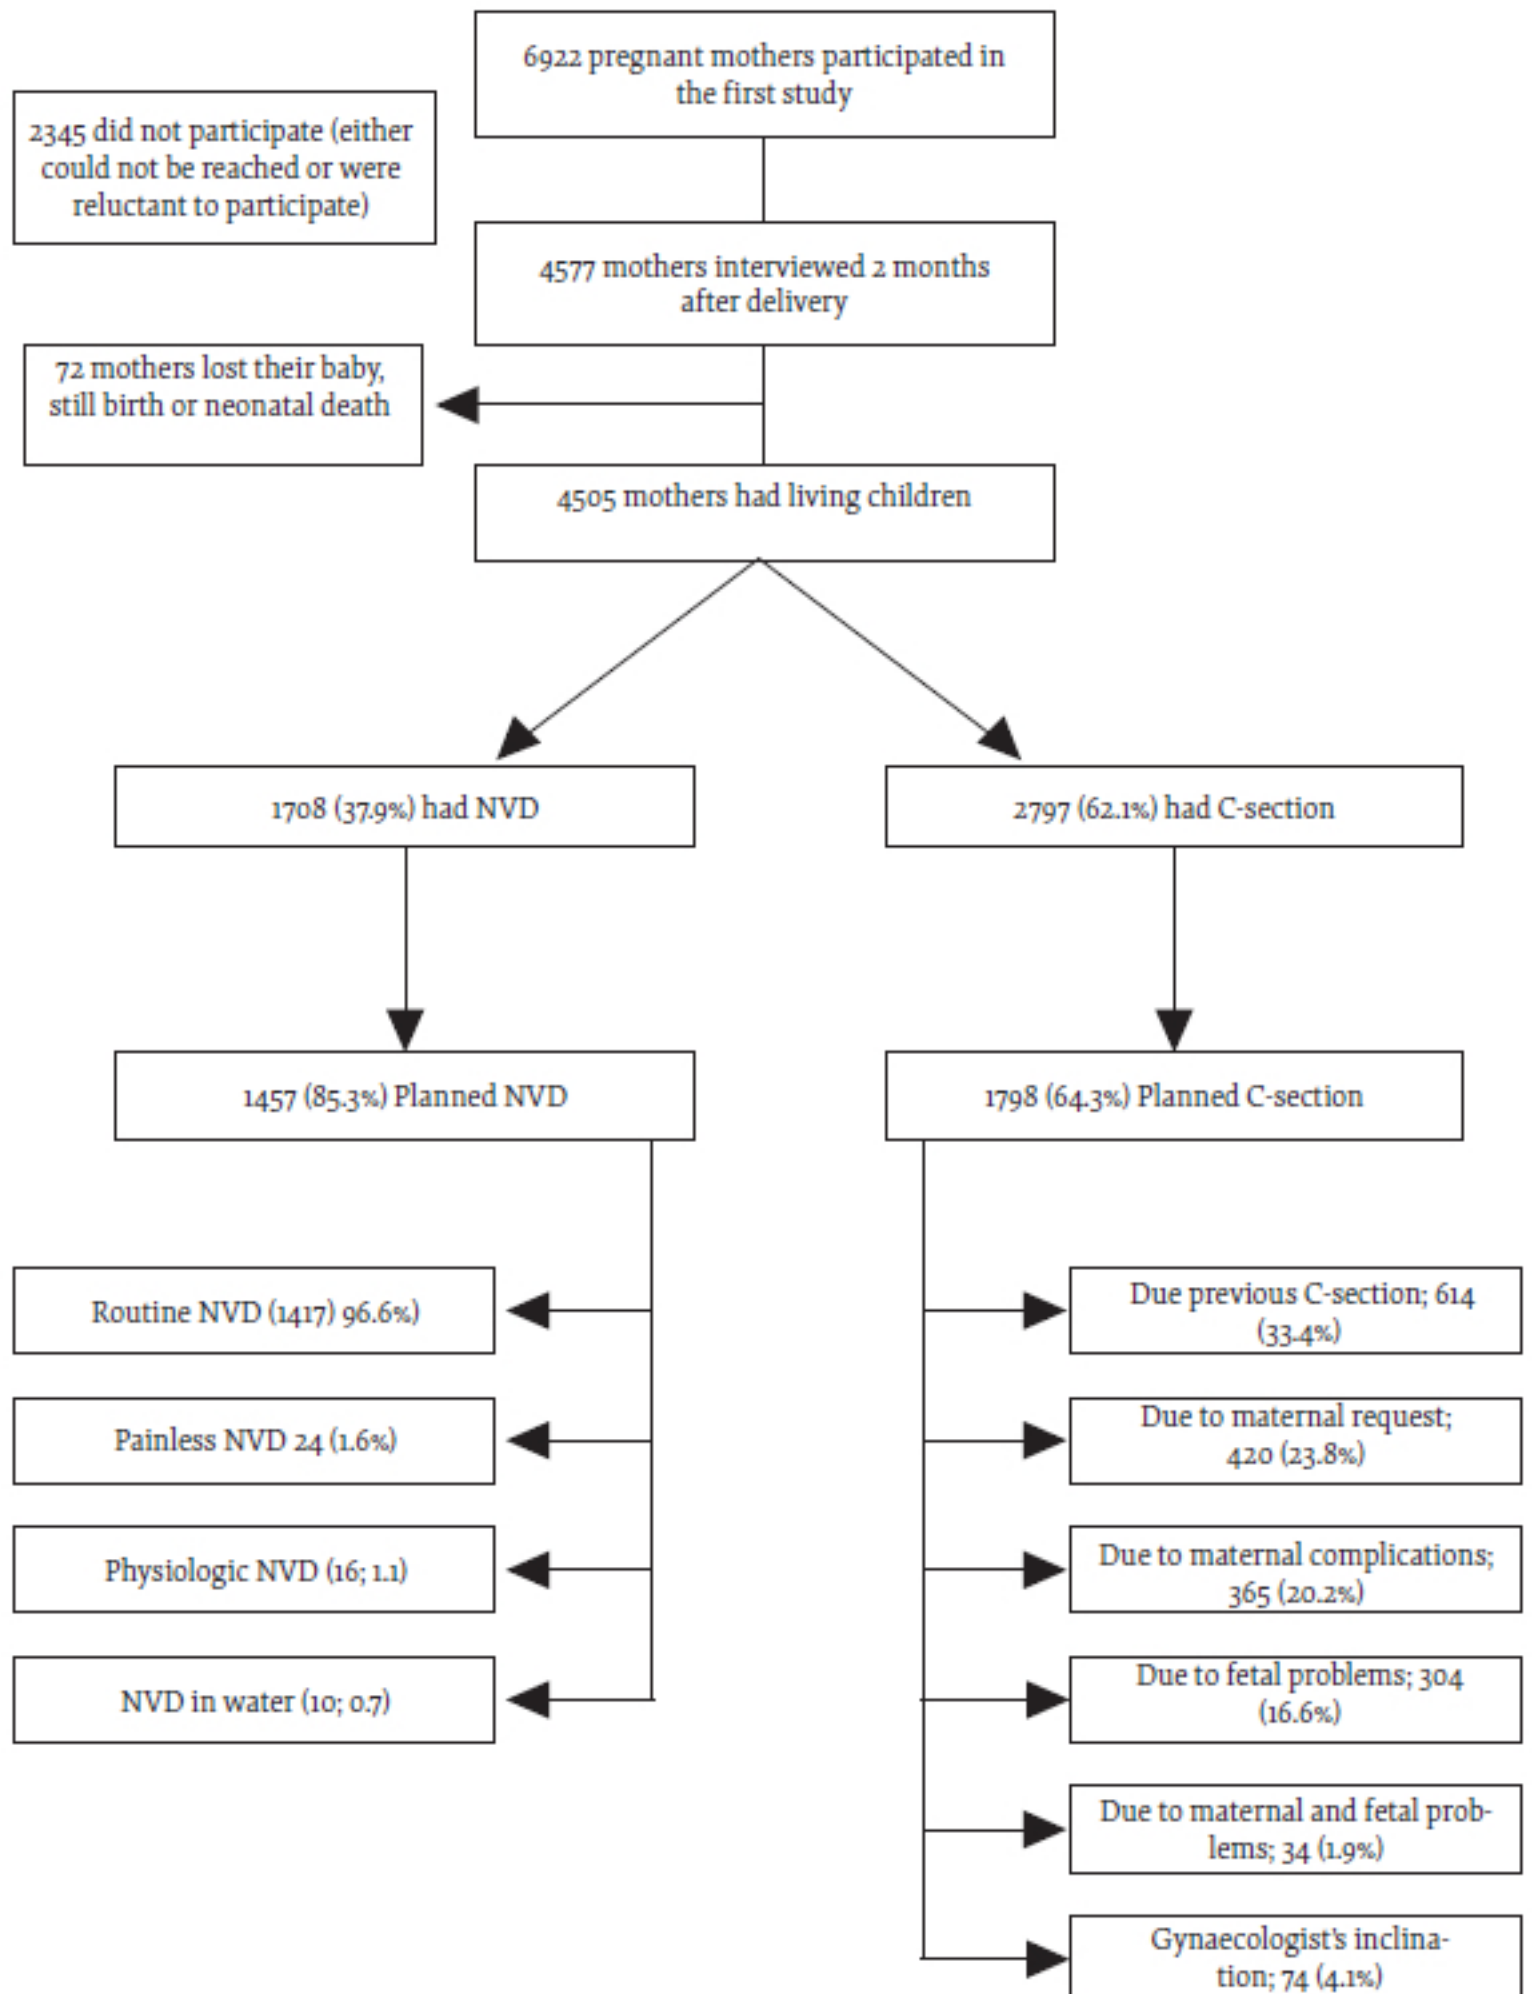 6922 pregnant mothers participated in
the first study
2345 did not participate (either
could not be reached or were
reluctant to participate)
4577 mothers interviewed 2 months
after delivery
72 mothers lost their baby,
still birth or neonatal death
4505 mothers had living children
1708 (37.9%) had NVD
2797 (62.1%) had C-section
1457 (85.3%) Planned NVD
1798 (64.3%) Planned C-section
Routine NVD (1417) 96.6%)
Painless NVD 24 (1.6%)
Physiologic NVD (16; 1.1)
NVD in water (10; 0.7)
Due previous C-section; 614
(33.4%)
Due to maternal request;
420 (23.8%)
Due to maternal complications;
365 (20.2%)
Due to fetal problems; 304
(16.6%)
Due to maternal and fetal prob-
lems; 34 (1.9%)
Gynaecologist's inclina-
tion; 74 (4.1%)